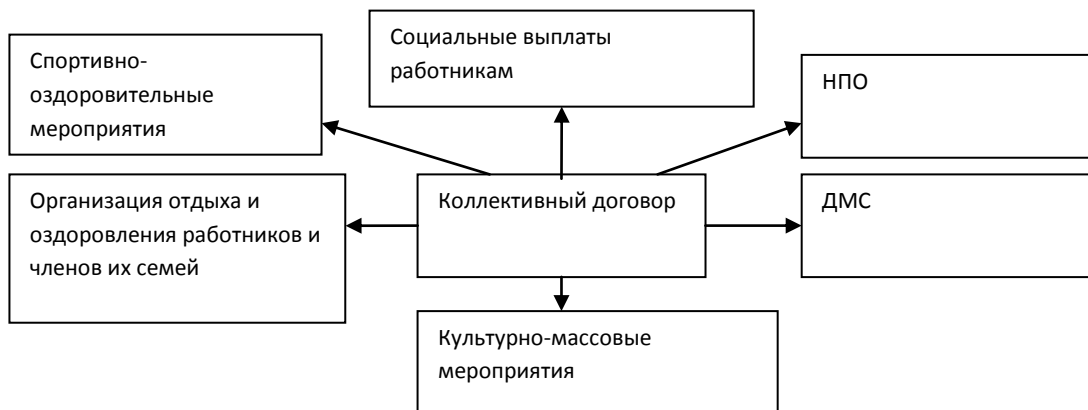 Социальные выплаты
работникам
Спортивно-
оздоровительные
мероприятия
НПО
Организация отдыха и
оздоровления работников и
членов их семей
Коллективный договор
ДМС
Культурно-массовые
мероприятия